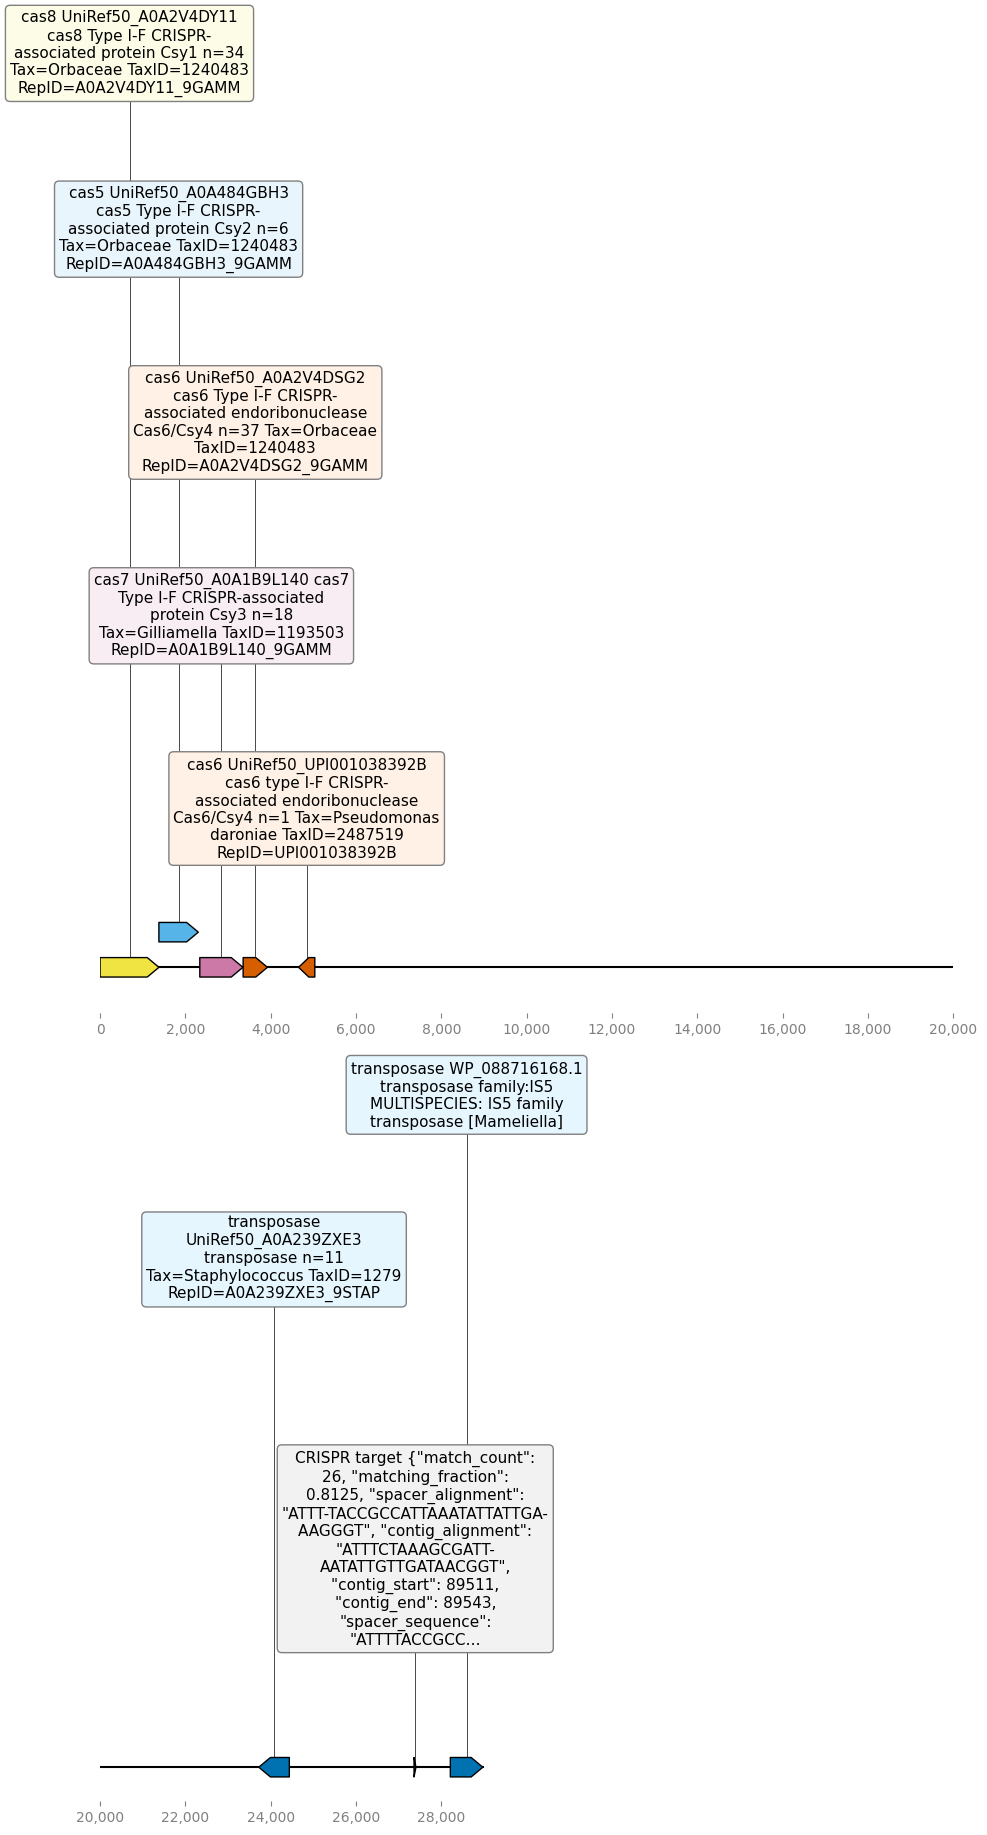 cas8 UniRef50_A0A2V4DY11
cas8 Type I-F CRISPR-
associated protein Csy1 n=34
Tax=Orbaceae TaxID=1240483
RepID=A0A2V4DY11_9GAMM
cas5 UniRef50_A0A484GBH3
cas5 Type I-F CRISPR-
associated protein Csy2 n=6
Tax=Orbaceae TaxID=1240483
RepID=A0A484GBH3_9GAMM
cas6 UniRef50_A0A2V4DSG2
cas6 Type I-F CRISPR-
associated endoribonuclease
Cas6/Csy4 n=37 Tax=Orbaceae
TaxID=1240483
RepID=A0A2V4DSG2_9GAMM
cas7 UniRef50_A0A1B9L140 cas7
Type I-F CRISPR-associated
protein Csy3 n=18
Tax=Gilliamella TaxID=1193503
RepID=A0A1B9L140_9GAMM
cas6 UniRef50_UPI001038392B
cas6 type I-F CRISPR-
associated endoribonuclease
Cas6/Csy4 n=1 Tax=Pseudomonas
daroniae TaxID=2487519
RepID=UPI001038392B
0 2,000 4,000 6,000 8,000 10,000 12,000 14,000 16,000 18,000 20,000
transposase WP_088716168.1
transposase family:IS5
MULTISPECIES: IS5 family
transposase [Mameliella]
transposase
UniRef50_A0A239ZXE3
transposase n=11
Tax=Staphylococcus TaxID=1279
RepID=A0A239ZXE3_9STAP
CRISPR target {"match_count":
26, "matching_fraction":
0.8125, "spacer_alignment":
"ATTT-TACCGCCATTAAATATTATTGA-
AAGGGT", "contig_alignment":
"ATTTCTAAAGCGATT-
AATATTGTTGATAACGGT",
"contig_start": 89511,
"contig_end": 89543,
"spacer_sequence":
"ATTTTACCGCC...
20,000 22,000 24,000 26,000 28,000